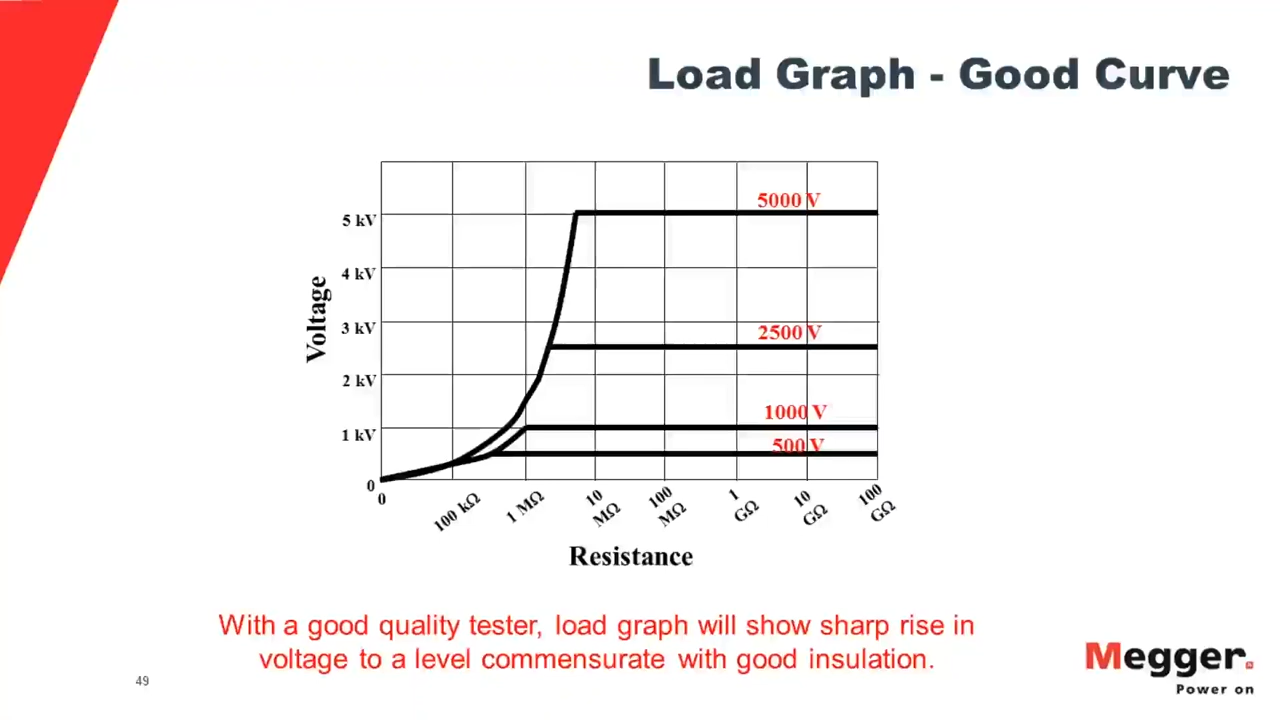 Load Graph - Good Curve
5000 V
5 kV
4 kV
2500 V
3 kV
Voltage
2 kV
1000 V
1 kV
500 V
0
0
100 kΩ
1 MΩ
10 MΩ
100 MΩ
1 GΩ
10 GΩ
100 GΩ
Resistance
With a good quality tester, load graph will show sharp rise in
voltage to a level commensurate with good insulation.
Megger.
Power on
49